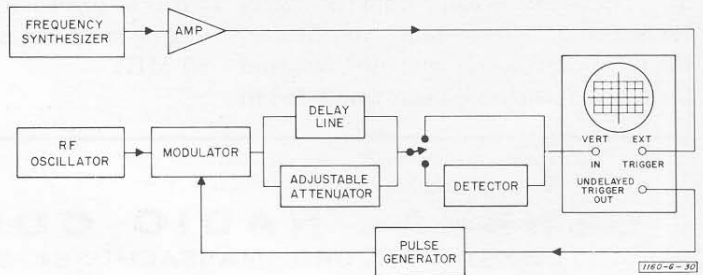 FREQUENCY
SYNTHESIZER
AMP
RF
OSCILLATOR
MODULATOR
DELAY
LINE
ADJUSTABLE
ATTENUATOR
DETECTOR
VERT
IN
EXT
TRIGGER
UNDELAYED
TRIGGER
OUT
PULSE
GENERATOR
1160-G-30